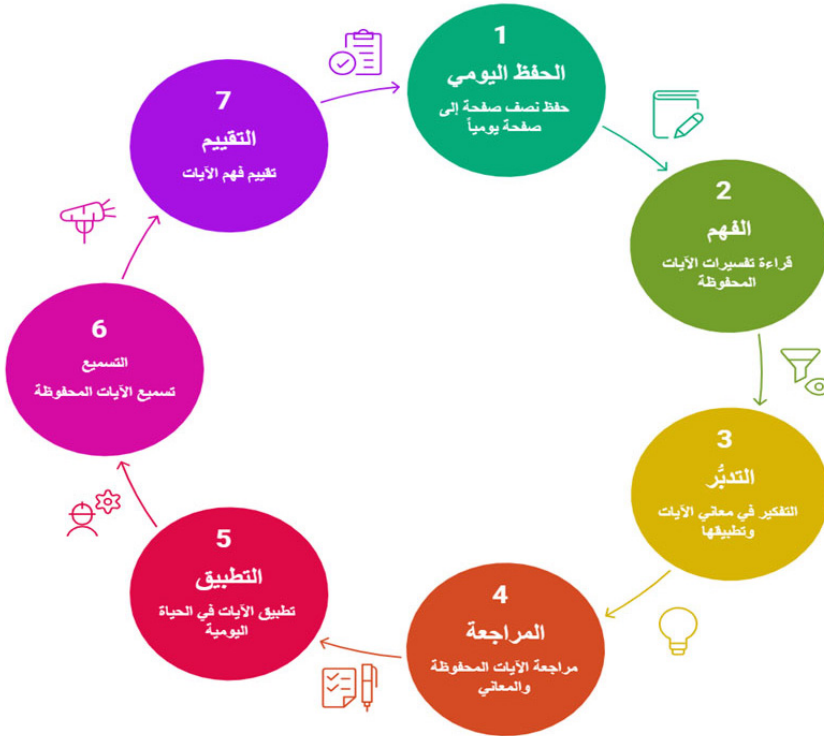 1
الحفظ اليومي
حفظ نصف صفحة إلى
صفحة يومياً
2
الفهم
قراءة تفسيرات الآيات
المحفوظة
3
التدبُّر
التفكير في معاني الآيات
وتطبيقها
4
المراجعة
مراجعة الآيات المحفوظة
والمعاني
5
التطبيق
تطبيق الآيات في الحياة
اليومية
6
التسميع
تسميع الآيات المحفوظة
7
التقييم
تقييم فهم الآيات